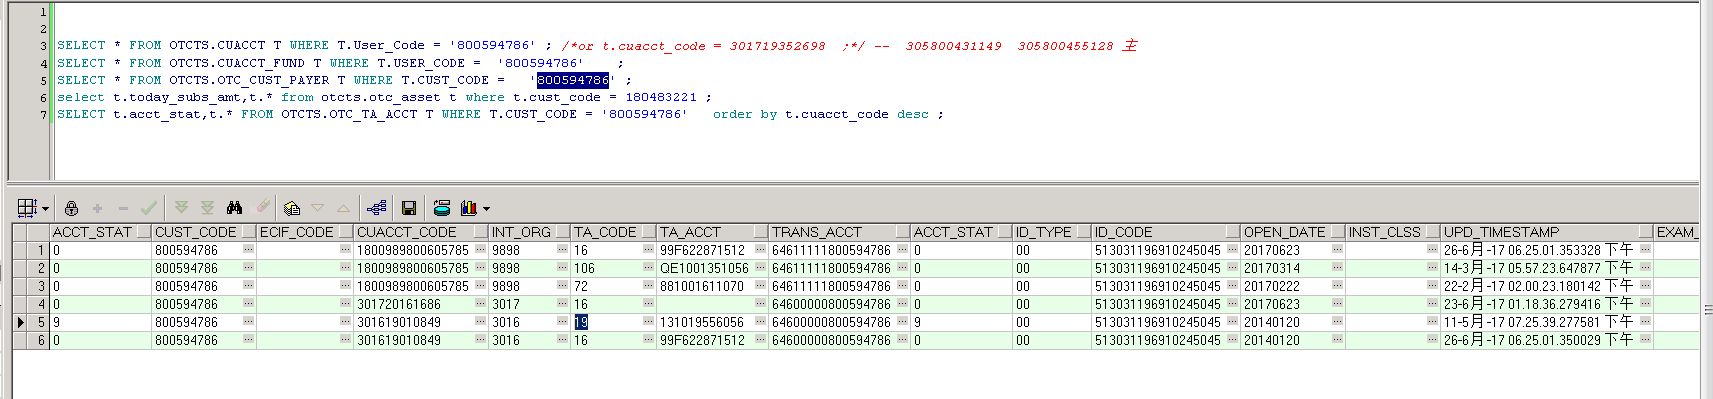 1
2
3 SELECT * FROM OTCTS.CUACCT T WHERE T.User_Code = '800594786' ; /*or t.cuacct_code = 301719352698 ;*/ -- 305800431149 305800455128 主
4 SELECT * FROM OTCTS.CUACCT_FUND T WHERE T.USER_CODE = '800594786' ;
5 SELECT * FROM OTCTS.OTC_CUST_PAYER T WHERE T.CUST_CODE = '800594786' ;
6 select t.today_subs_amt,t.* from otcts.otc_asset t where t.cust_code = 180483221 ;
7 SELECT t.acct_stat,t.* FROM OTCTS.OTC_TA_ACCT T WHERE T.CUST_CODE = '800594786' order by t.cuacct_code desc ;
ACCT_STAT CUST_CODE ECIF_CODE CUACCT_CODE INT_ORG TA_CODE TA_ACCT TRANS_ACCT ACCT_STAT ID_TYPE ID_CODE OPEN_DATE INST_CLSS UPD_TIMESTAMP EXAM_
1 0 800594786 ... ... 1800989800605785 ... 9898 ... 16 ... 99F622871512 ... 64611111800594786 ... 0 ... 00 ... 513031196910245045 ... 20170623 ... ... 26-6月 -17 06.25.01.353328 下午 ...
2 0 800594786 ... ... 1800989800605785 ... 9898 ... 106 ... QE1001351056 ... 64611111800594786 ... 0 ... 00 ... 513031196910245045 ... 20170314 ... ... 14-3月 -17 05.57.23.647877 下午 ...
3 0 800594786 ... ... 1800989800605785 ... 9898 ... 72 ... 881001611070 ... 64611111800594786 ... 0 ... 00 ... 513031196910245045 ... 20170222 ... ... 22-2月 -17 02.00.23.180142 下午 ...
4 0 800594786 ... ... 301720161686 ... 3017 ... 16 ... ... 64600000800594786 ... 0 ... 00 ... 513031196910245045 ... 20170623 ... ... 23-6月 -17 01.18.36.279416 下午 ...
5 9 800594786 ... ... 301619010849 ... 3016 ... 19 ... 131019556056 ... 64600000800594786 ... 9 ... 00 ... 513031196910245045 ... 20140120 ... ... 11-5月 -17 07.25.39.277581 下午 ...
6 0 800594786 ... ... 301619010849 ... 3016 ... 16 ... 99F622871512 ... 64600000800594786 ... 0 ... 00 ... 513031196910245045 ... 20140120 ... ... 26-6月 -17 06.25.01.350029 下午 ...